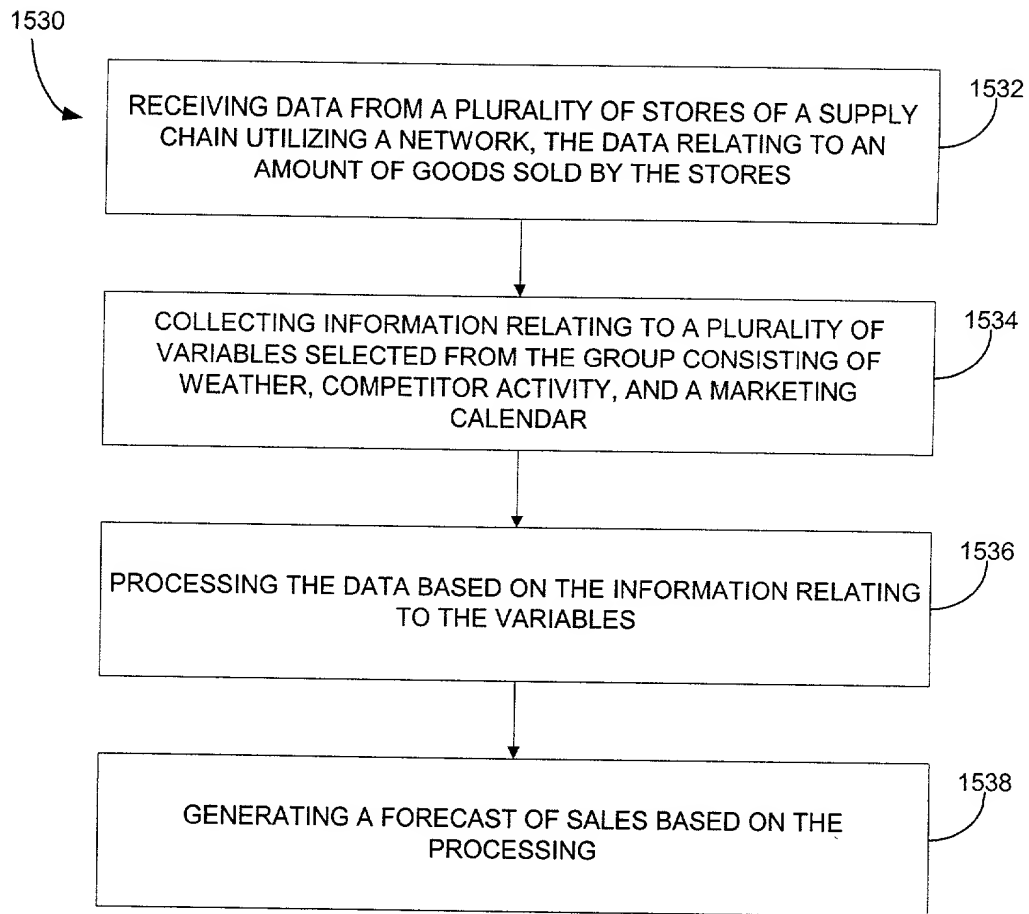 1530
RECEIVING DATA FROM A PLURALITY OF STORES OF A SUPPLY
CHAIN UTILIZING A NETWORK, THE DATA RELATING TO AN
AMOUNT OF GOODS SOLD BY THE STORES
1532
COLLECTING INFORMATION RELATING TO A PLURALITY OF
VARIABLES SELECTED FROM THE GROUP CONSISTING OF
WEATHER, COMPETITOR ACTIVITY, AND A MARKETING
CALENDAR
1534
PROCESSING THE DATA BASED ON THE INFORMATION RELATING
TO THE VARIABLES
1536
GENERATING A FORECAST OF SALES BASED ON THE
PROCESSING
1538